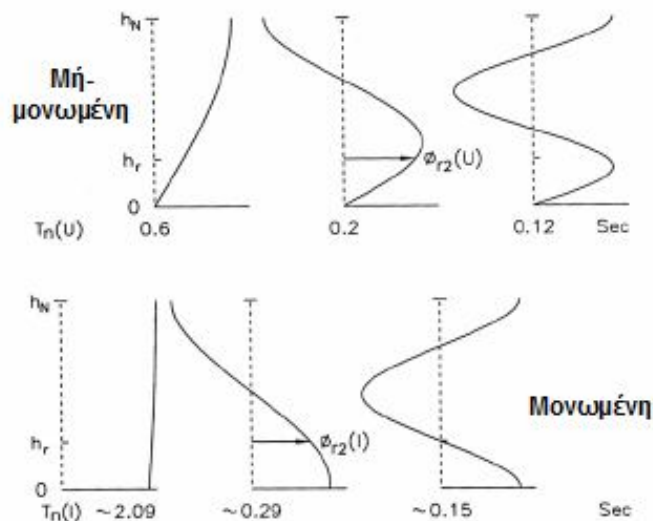 h_N
Μή-
μονωμένη
h_r
Φ_r2(U)
0
T_n(U) 0.6 0.2 0.12 Sec
h_N
Μονωμένη
h_r
Φ_r2(I)
0
T_n(I) ~2.09 ~0.29 ~0.15 Sec